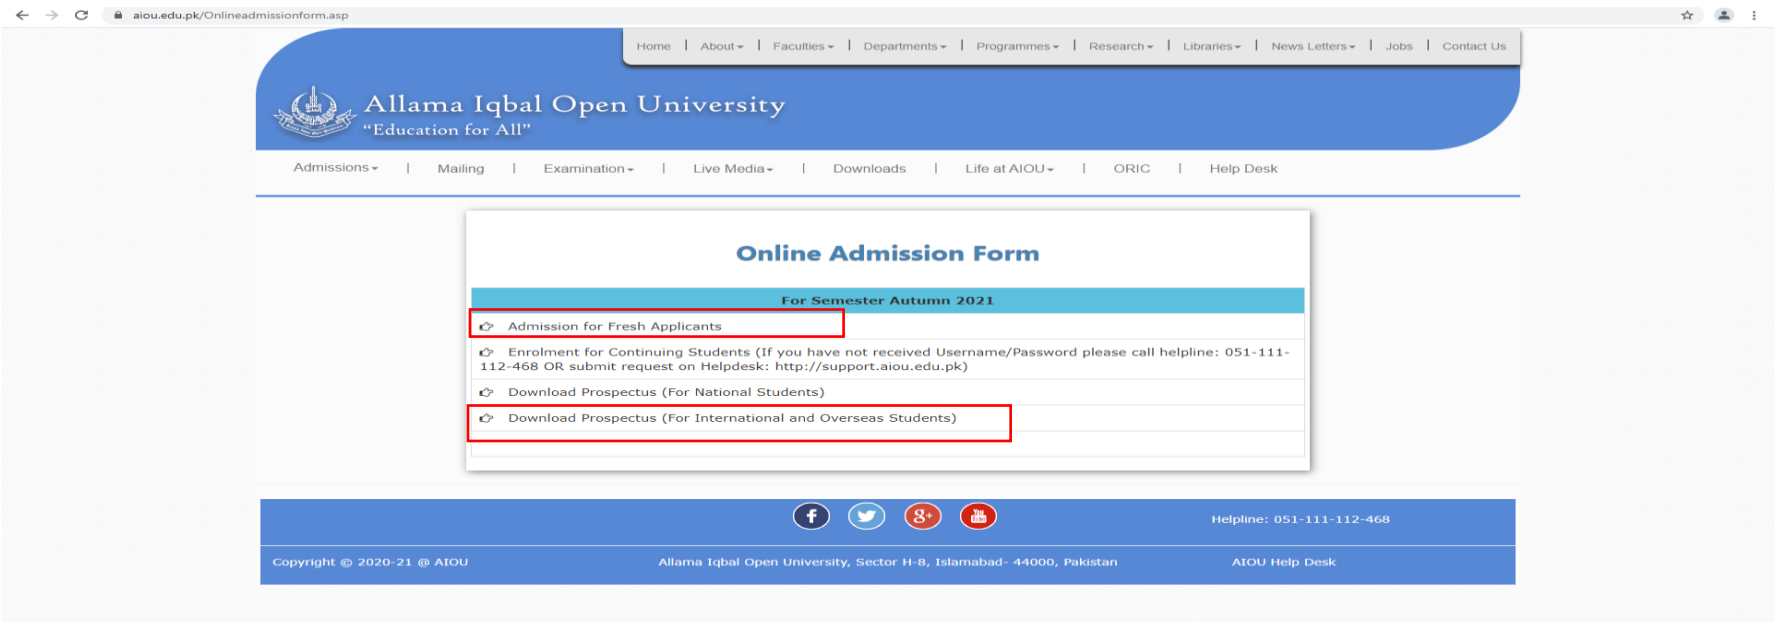 aiou.edu.pk/Onlineadmissionform.asp
Home | About | Faculties | Departments | Programmes | Research | Libraries | News Letters | Jobs | Contact Us
Allama Iqbal Open University
“Education for All”
Admissions | Mailing | Examination | Live Media | Downloads | Life at AIOU | ORIC | Help Desk
Online Admission Form
For Semester Autumn 2021
Admission for Fresh Applicants
Enrolment for Continuing Students (If you have not received Username/Password please call helpline: 051-111-
112-468 OR submit request on Helpdesk: http://support.aiou.edu.pk)
Download Prospectus (For National Students)
Download Prospectus (For International and Overseas Students)
Helpline: 051-111-112-468
Copyright © 2020-21 @ AIOU Allama Iqbal Open University, Sector H-8, Islamabad- 44000, Pakistan AIOU Help Desk